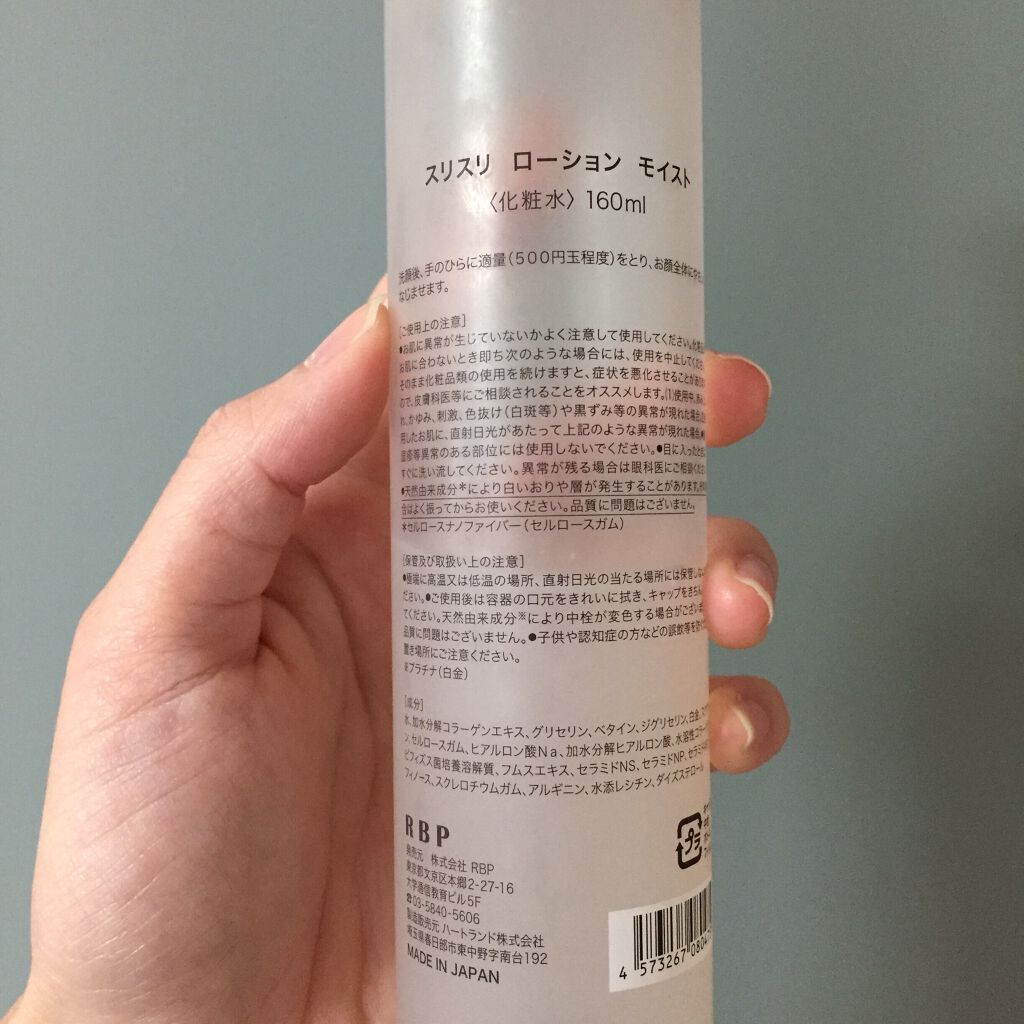 スリスリ ローション モイスト
〈化粧水〉160ml
洗顔後、手のひらに適量(500円玉程度)をとり、お顔全体にやさ
なじませます。
[ご使用上の注意]
●お肌に異常が生じていないかよく注意して使用してください。化粧品
お肌に合わないとき即ち次のような場合には、使用を中止してくだ
そのまま化粧品類の使用を続けますと、症状を悪化させることがあ
ので、皮膚科医等にご相談されることをオススメします。(1)使用中、赤み、
れ、かゆみ、刺激、色抜け(白斑等)や黒ずみ等の異常が現れた場合
用したお肌に、直射日光があたって上記のような異常が現れた場合●
湿疹等異常のある部位には使用しないでください。●目に入ったとき
すぐに洗い流してください。異常が残る場合は眼科医にご相談くださ
●天然由来成分*により白いおりや層が発生することがあります。
合はよく振ってからお使いください。品質に問題はございません。
*セルロースナノファイバー(セルロースガム)
[保管及び取扱い上の注意]
●極端に高温又は低温の場所、直射日光の当たる場所には保管しな
ださい。●ご使用後は容器の口元をきれいに拭き、キャップをきちん
てください。天然由来成分※により中栓が変色する場合がござい
品質に問題はございません。●子供や認知症の方などの誤飲等を防
置き場所にご注意ください。
※プラチナ(白金)
[成分]
水、加水分解コラーゲンエキス、グリセリン、ベタイン、ジグリセリン、白金、スク
ン、セルロースガム、ヒアルロン酸Na、加水分解ヒアルロン酸、水溶性コラー
ビフィズス菌培養溶解質、フムスエキス、セラミドNS、セラミドNP、セラミド
フィノース、スクレロチウムガム、アルギニン、水添レシチン、ダイズステロール
RBP
発売元 株式会社 RBP
東京都文京区本郷2-27-16
大学通信教育ビル5F
☎03-5840-5606
製造販売元 ハートランド株式会社
埼玉県春日部市東中野字南台192
MADE IN JAPAN
プラ
4 573267 0804